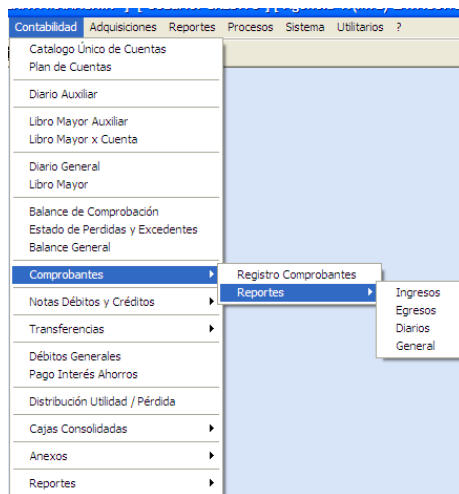 Contabilidad Adquisiciones Reportes Procesos Sistema Utilitarios ?
Catalogo Único de Cuentas
Plan de Cuentas
Diario Auxiliar
Libro Mayor Auxiliar
Libro Mayor x Cuenta
Diario General
Libro Mayor
Balance de Comprobación
Estado de Perdidas y Excedentes
Balance General
Comprobantes
Registro Comprobantes
Reportes
Ingresos
Egresos
Diarios
General
Notas Débitos y Créditos
Transferencias
Débitos Generales
Pago Interés Ahorros
Distribución Utilidad / Pérdida
Cajas Consolidadas
Anexos
Reportes